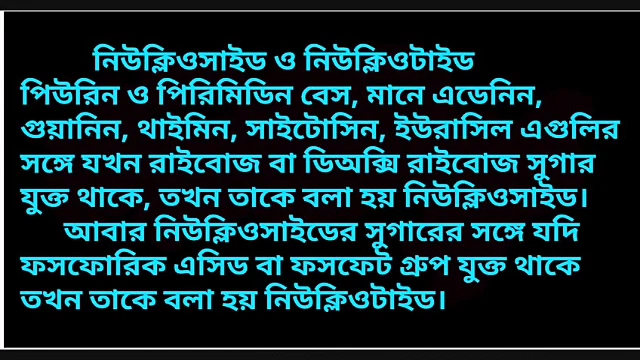 নিউক্লিওসাইড ও নিউক্লিওটাইড
পিউরিন ও পিরিমিডিন বেস, মানে এডেনিন,
গুয়ানিন, থাইমিন, সাইটোসিন, ইউরাসিল এগুলির
সঙ্গে যখন রাইবোজ বা ডিঅক্সি রাইবোজ সুগার
যুক্ত থাকে, তখন তাকে বলা হয় নিউক্লিওসাইড।
আবার নিউক্লিওসাইডের সুগারের সঙ্গে যদি
ফসফোরিক এসিড বা ফসফেট গ্রুপ যুক্ত থাকে
তখন তাকে বলা হয় নিউক্লিওটাইড।